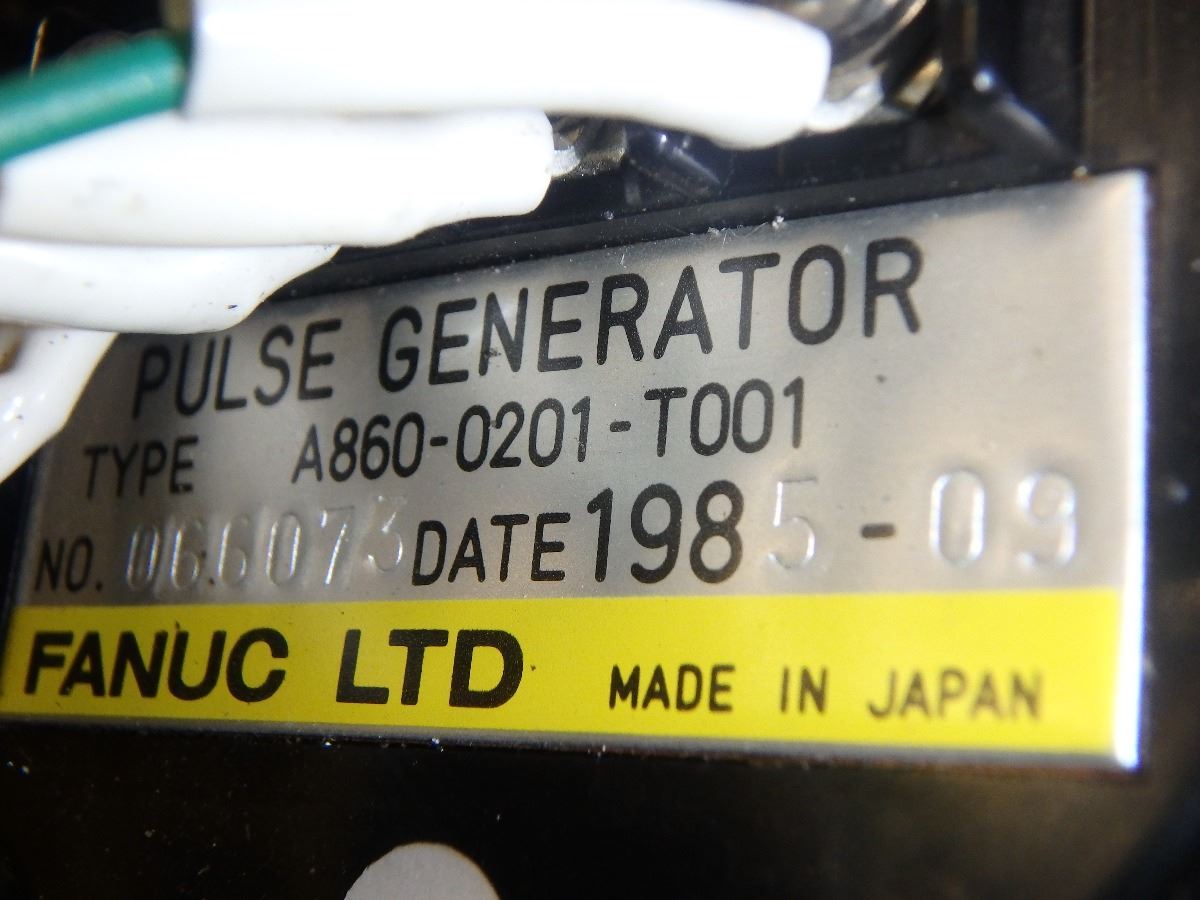 PULSE GENERATOR
TYPE A860-0201-T001
NO. 066073 DATE 1985-09
FANUC LTD MADE IN JAPAN